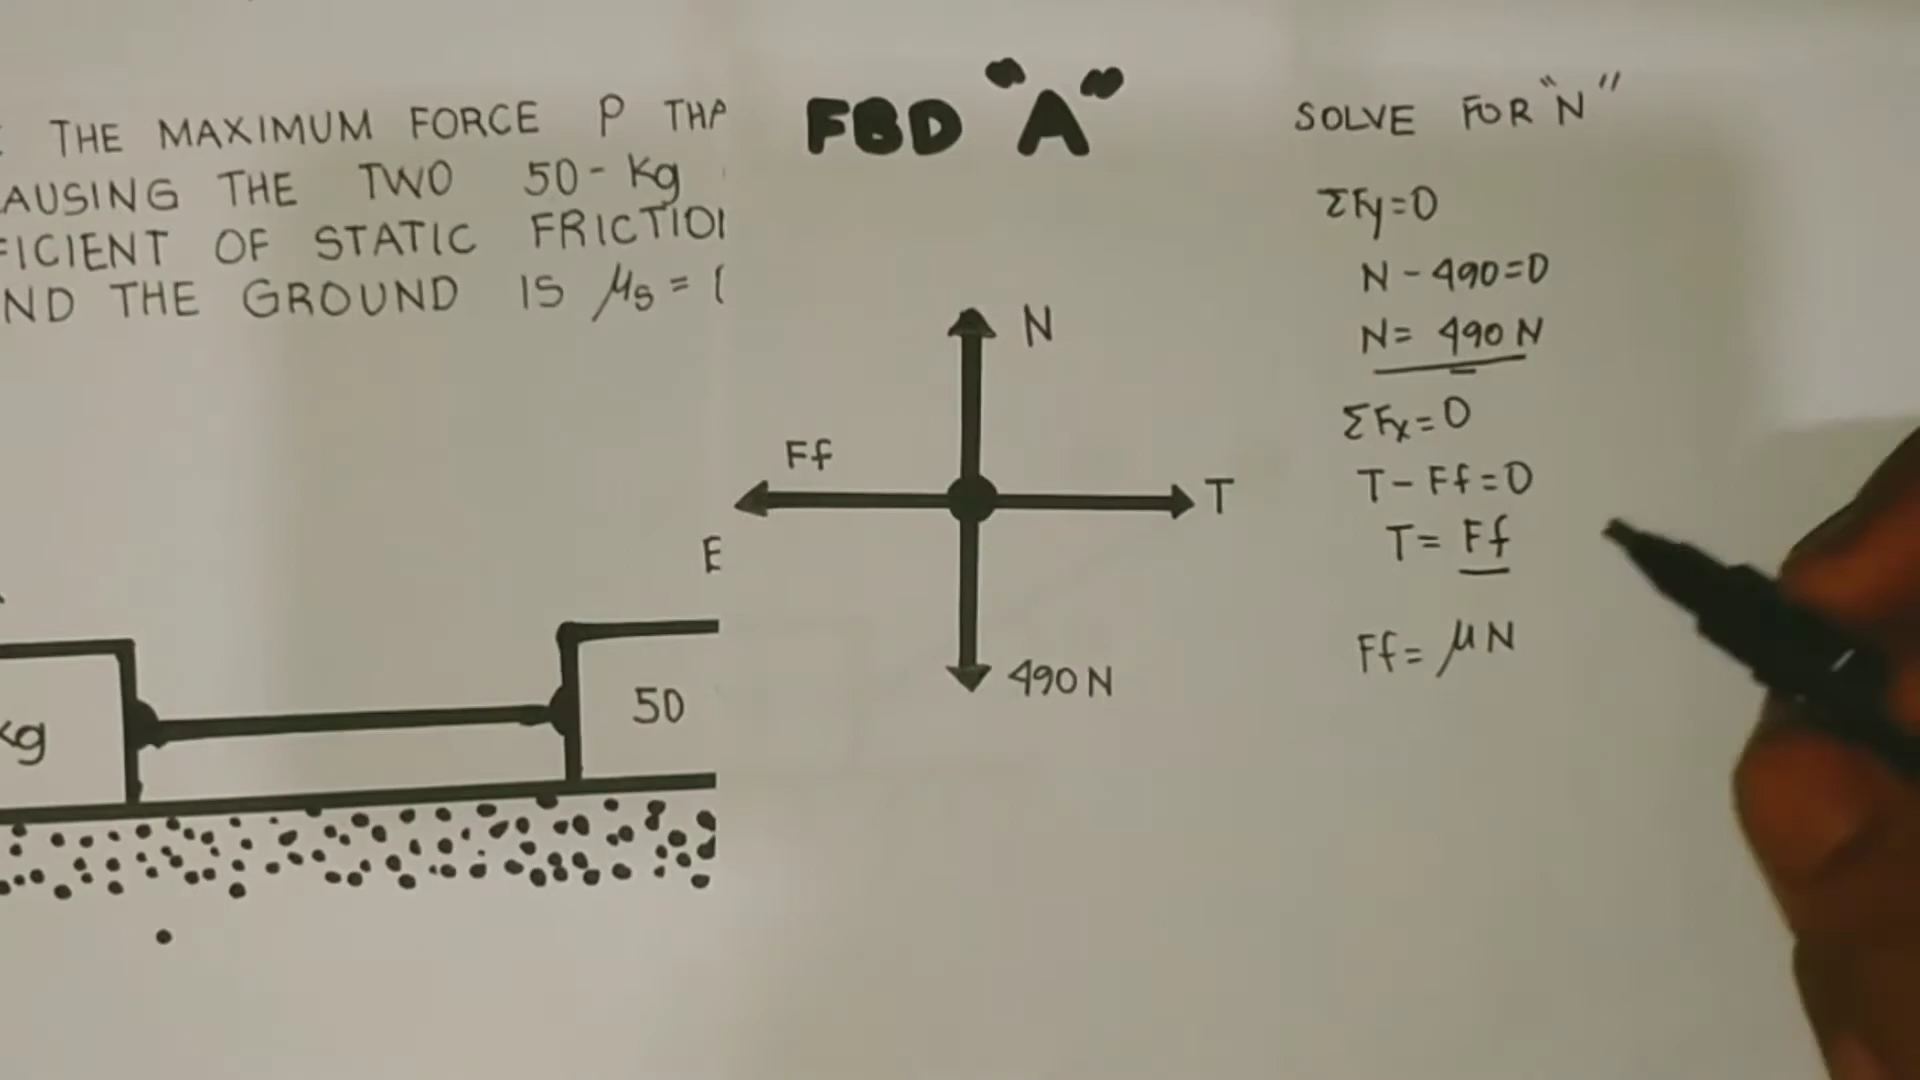 THE MAXIMUM FORCE P THA
AUSING THE TWO 50-Kg
FICIENT OF STATIC FRICTIO
ND THE GROUND IS μs = (
kg
50
FBD "A"
N
Ff
T
490 N
SOLVE FOR "N"
ΣFy=0
N - 490=0
N= 490 N
ΣFx=0
T - Ff=0
T= Ff
Ff= μN